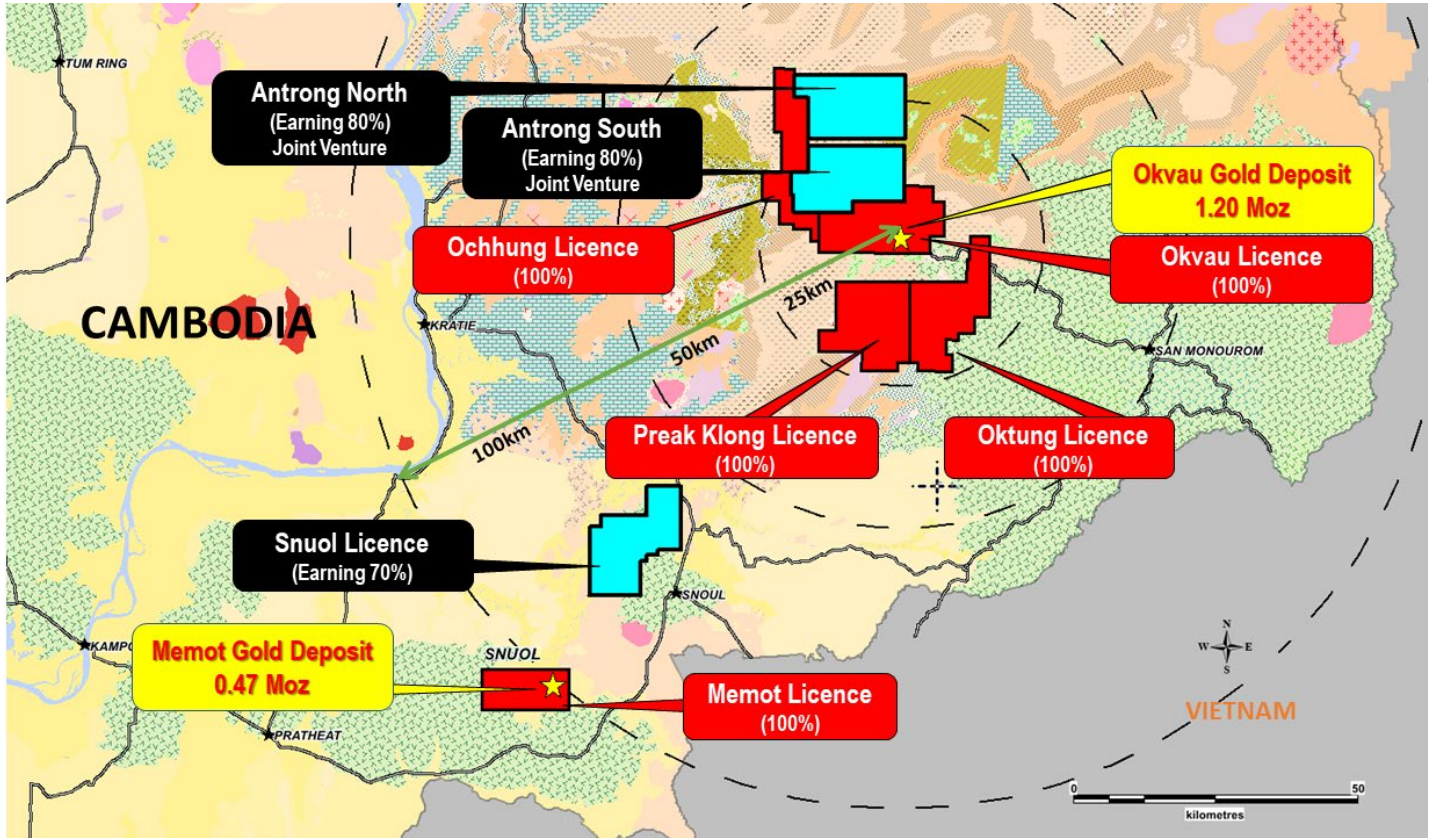 TUM RING
Antrong North
(Earning 80%)
Joint Venture
Antrong South
(Earning 80%)
Joint Venture
Okvau Gold Deposit
1.20 Moz
Ochhung Licence
(100%)
Okvau Licence
(100%)
CAMBODIA
KRATIE
25km
50km
100km
SAN MONOUROM
Preak Klong Licence
(100%)
Oktung Licence
(100%)
Snuol Licence
(Earning 70%)
SNOUL
KAMPO
Memot Gold Deposit
0.47 Moz
SNUOL
Memot Licence
(100%)
PRATHEAT
N
W E
S
VIETNAM
0 50
kilometres